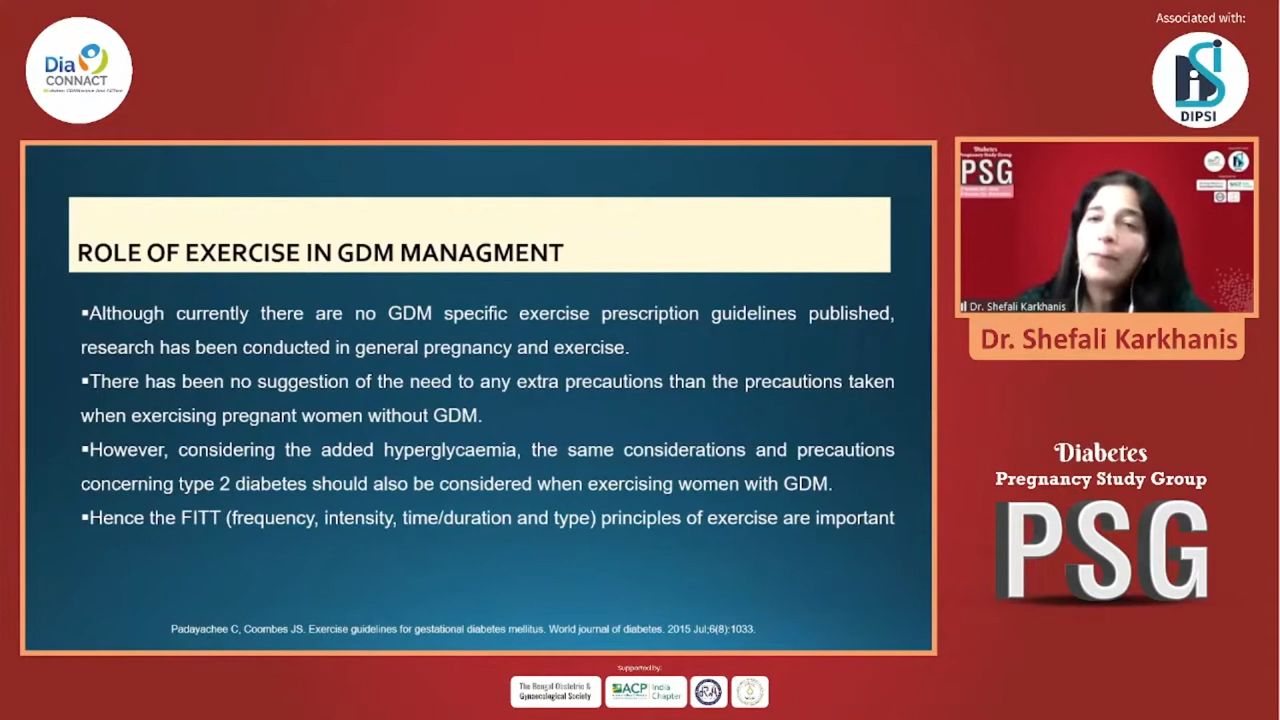 Associated with:
Dia
CONNACT
DIPSI
Diabetes
Pregnancy Study Group
PSG
Dr. Shefali Karkhanis
Dr. Shefali Karkhanis
ROLE OF EXERCISE IN GDM MANAGMENT
▪Although currently there are no GDM specific exercise prescription guidelines published,
research has been conducted in general pregnancy and exercise.
▪There has been no suggestion of the need to any extra precautions than the precautions taken
when exercising pregnant women without GDM.
▪However, considering the added hyperglycaemia, the same considerations and precautions
concerning type 2 diabetes should also be considered when exercising women with GDM.
▪Hence the FITT (frequency, intensity, time/duration and type) principles of exercise are important
Padayachee C, Coombes JS. Exercise guidelines for gestational diabetes mellitus. World journal of diabetes. 2015 Jul;6(8):1033.
Diabetes
Pregnancy Study Group
PSG
Supported by:
The Bengal Obstetric &
Gynaecological Society
ACP India
Chapter